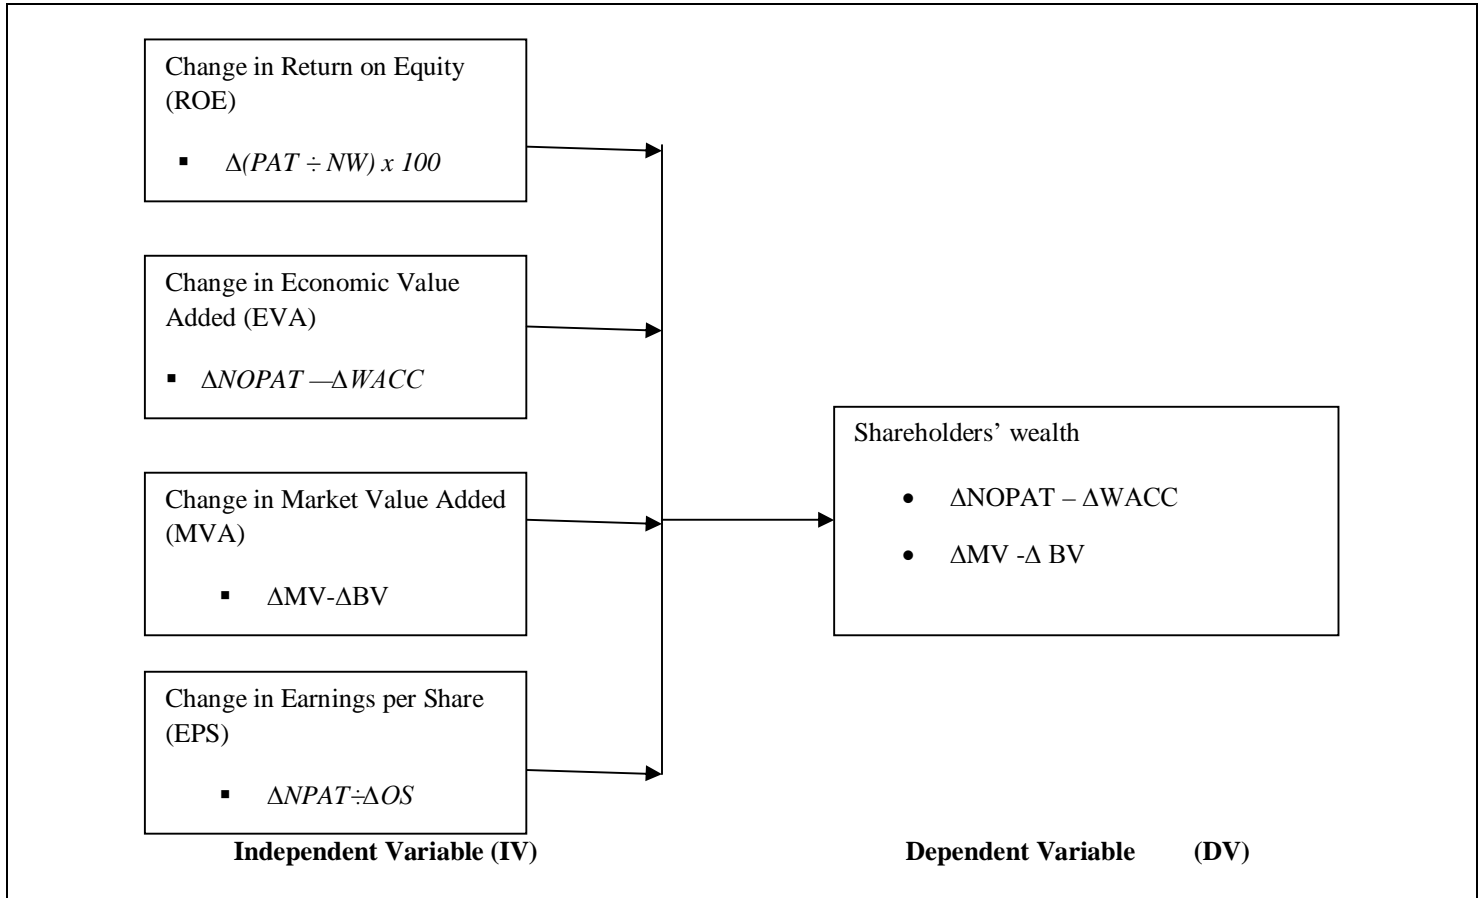 Change in Return on Equity
(ROE)
▪ Δ(PAT ÷ NW) x 100
Change in Economic Value
Added (EVA)
▪ ΔNOPAT —ΔWACC
Change in Market Value Added
(MVA)
▪ ΔMV-ΔBV
Change in Earnings per Share
(EPS)
▪ ΔNPAT÷ΔOS
Independent Variable (IV)
Shareholders’ wealth
• ΔNOPAT – ΔWACC
• ΔMV -Δ BV
Dependent Variable (DV)